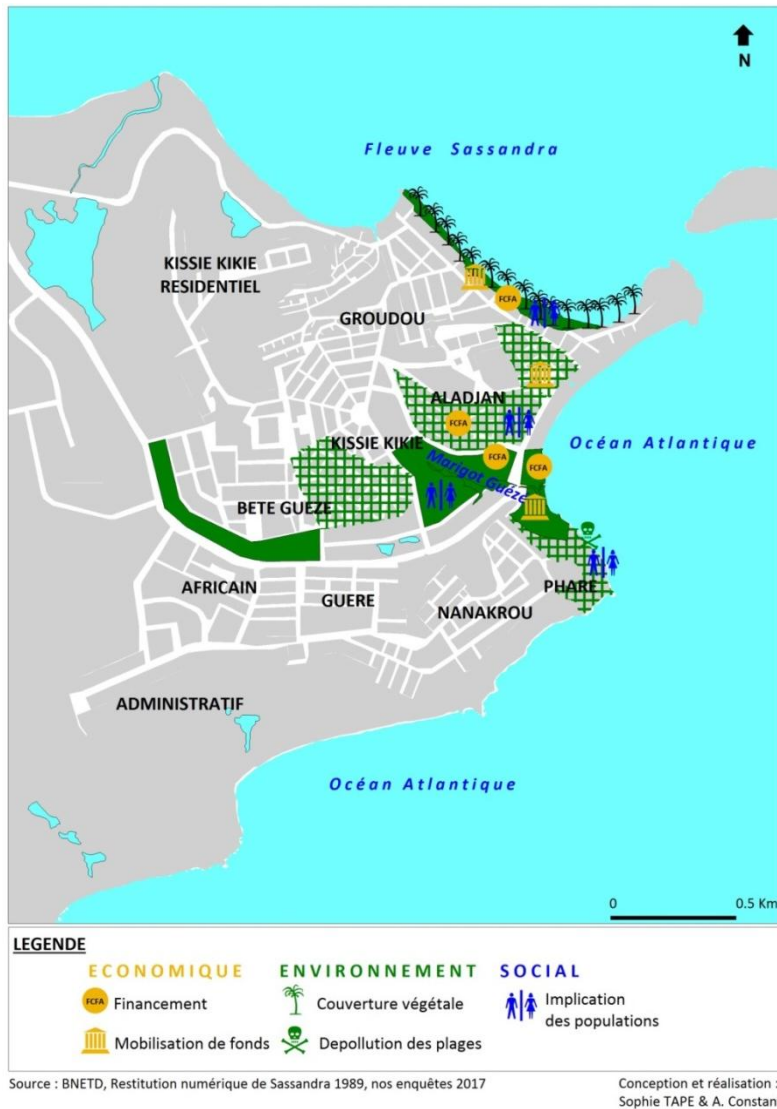 N
Fleuve Sassandra
KISSIE KIKIE
RESIDENTIEL
FCFA
GROUDOU
ALADJAN
FCFA
KISSIE KIKIE
Océan Atlantique
FCFA
FCFA
Marigot Guéze
BETE GUEZE
AFRICAIN
GUERE
PHARE
NANAKROU
ADMINISTRATIF
Océan Atlantique
0 0.5 Km
LEGENDE
ECONOMIQUE ENVIRONNEMENT SOCIAL
FCFA Financement Couverture végétale Implication
des populations
Mobilisation de fonds Depollution des plages
Source : BNETD, Restitution numérique de Sassandra 1989, nos enquêtes 2017
Conception et réalisation :
Sophie TAPE & A. Constan